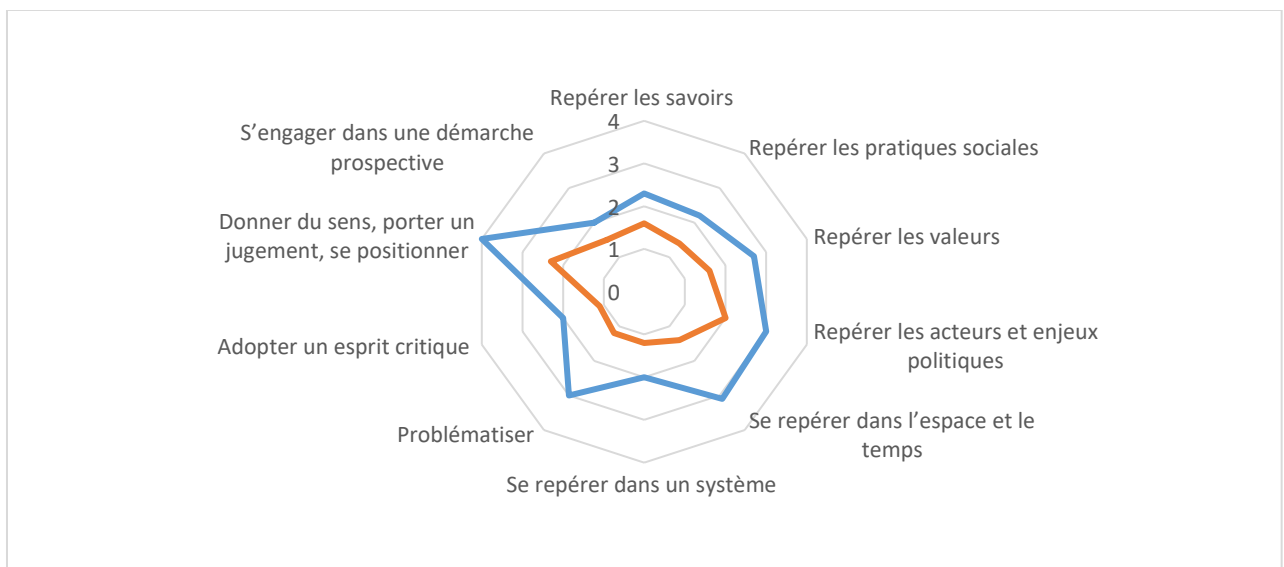 Repérer les savoirs
Repérer les pratiques sociales
Repérer les valeurs
Repérer les acteurs et enjeux
politiques
Se repérer dans l’espace et le
temps
Se repérer dans un système
Problématiser
Adopter un esprit critique
Donner du sens, porter un
jugement, se positionner
S’engager dans une démarche
prospective
4
3
2
1
0